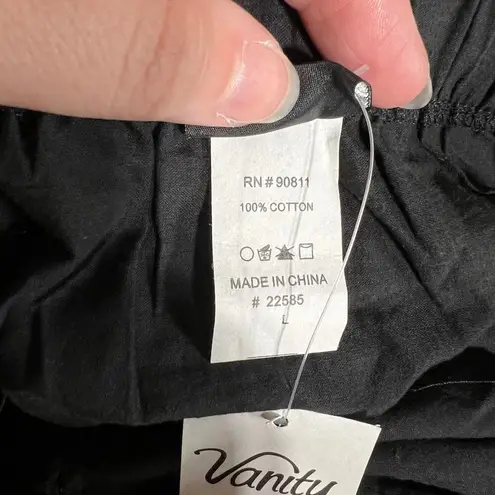 RN # 90811
100% COTTON
MADE IN CHINA
# 22585
L
Vanity